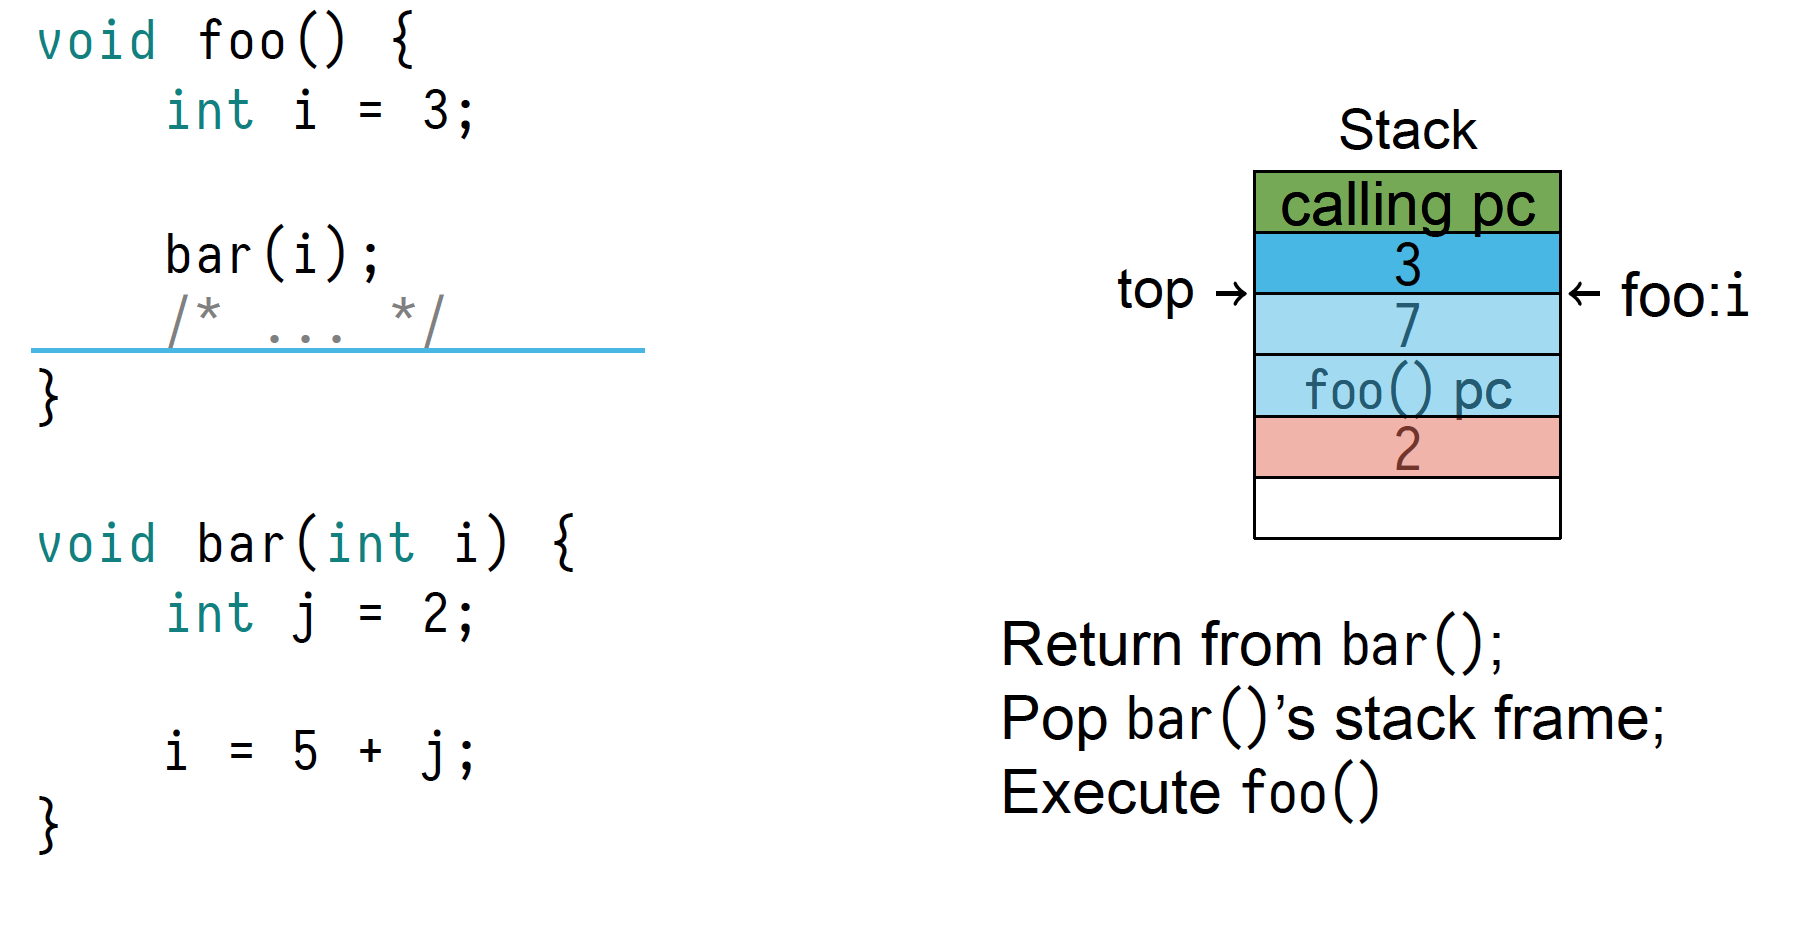 void foo() {
int i = 3;
bar(i);
/* ... */
}
void bar(int i) {
int j = 2;
i = 5 + j;
}
Stack
calling pc
3
top → ← foo:i
7
foo() pc
2
Return from bar();
Pop bar()’s stack frame;
Execute foo()